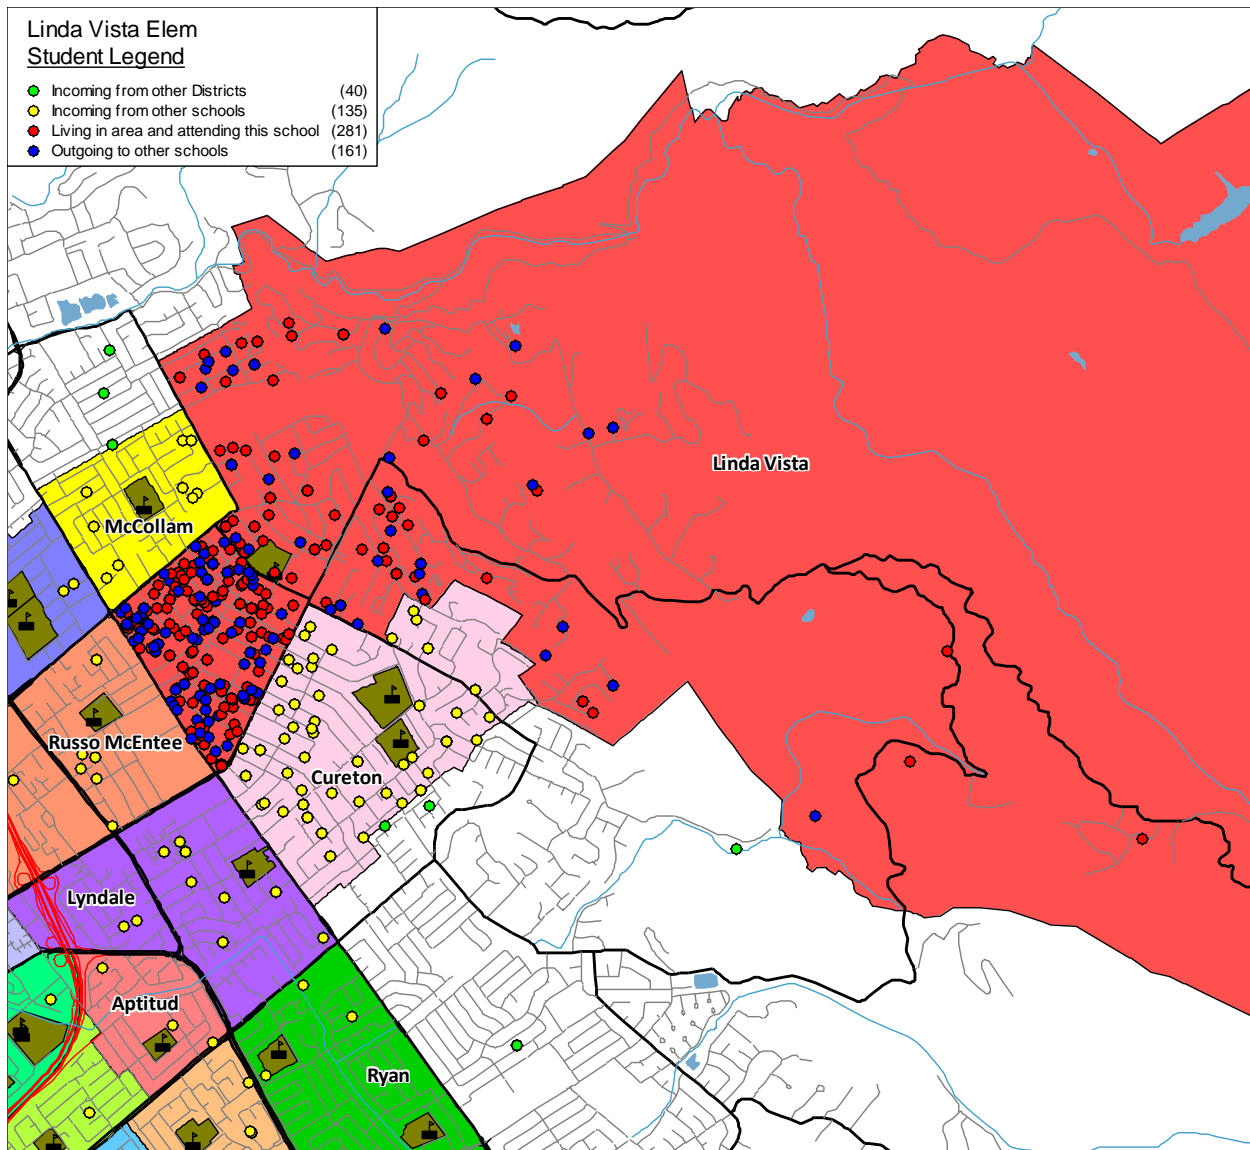 Linda Vista Elem
Student Legend
Incoming from other Districts (40)
Incoming from other schools (135)
Living in area and attending this school (281)
Outgoing to other schools (161)
Linda Vista
McCollam
Russo McEntee
Cureton
Lyndale
Aptitud
Ryan